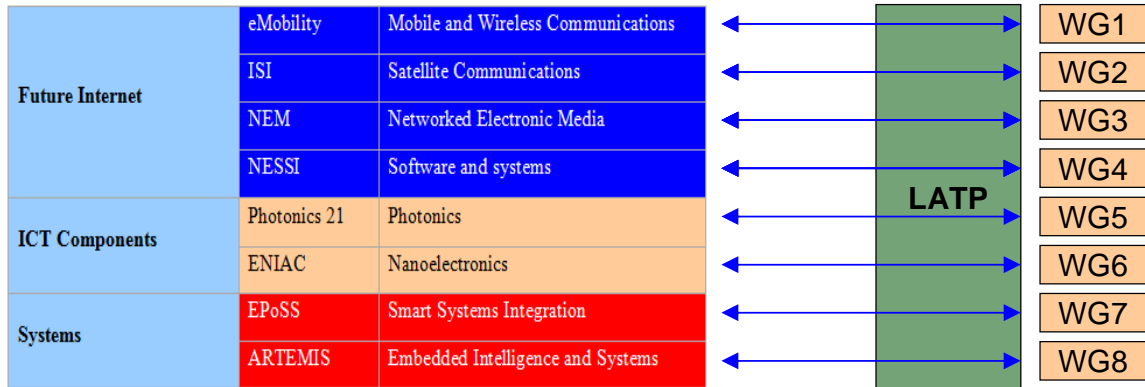 eMobility Mobile and Wireless Communications WG1
ISI Satellite Communications WG2
Future Internet
NEM Networked Electronic Media WG3
NESSI Software and systems WG4
LATP
Photonics 21 Photonics WG5
ICT Components
ENIAC Nanoelectronics WG6
EPoSS Smart Systems Integration WG7
Systems
ARTEMIS Embedded Intelligence and Systems WG8